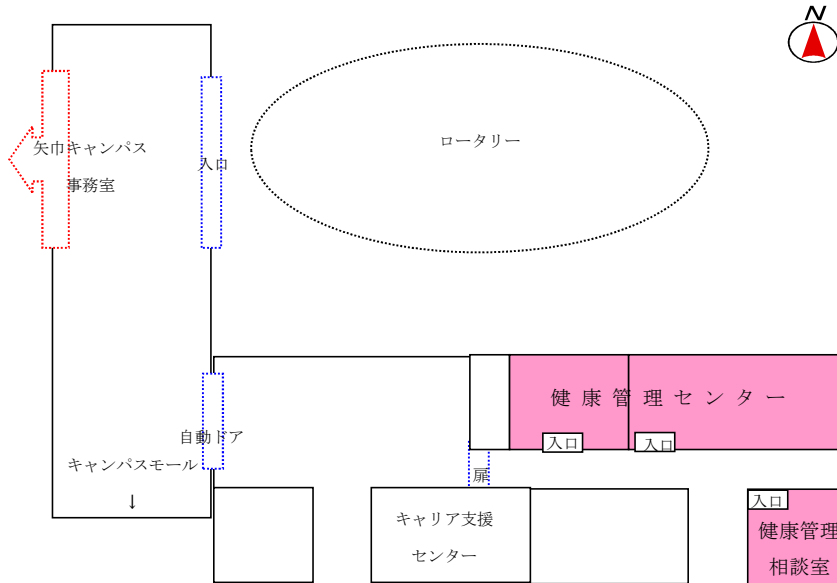 N
ロータリー
矢巾キャンパス
事務室
入口
健康管理センター
自動ドア
入口
入口
キャンパスモール
↓
扉
入口
キャリア支援
センター
健康管理
相談室